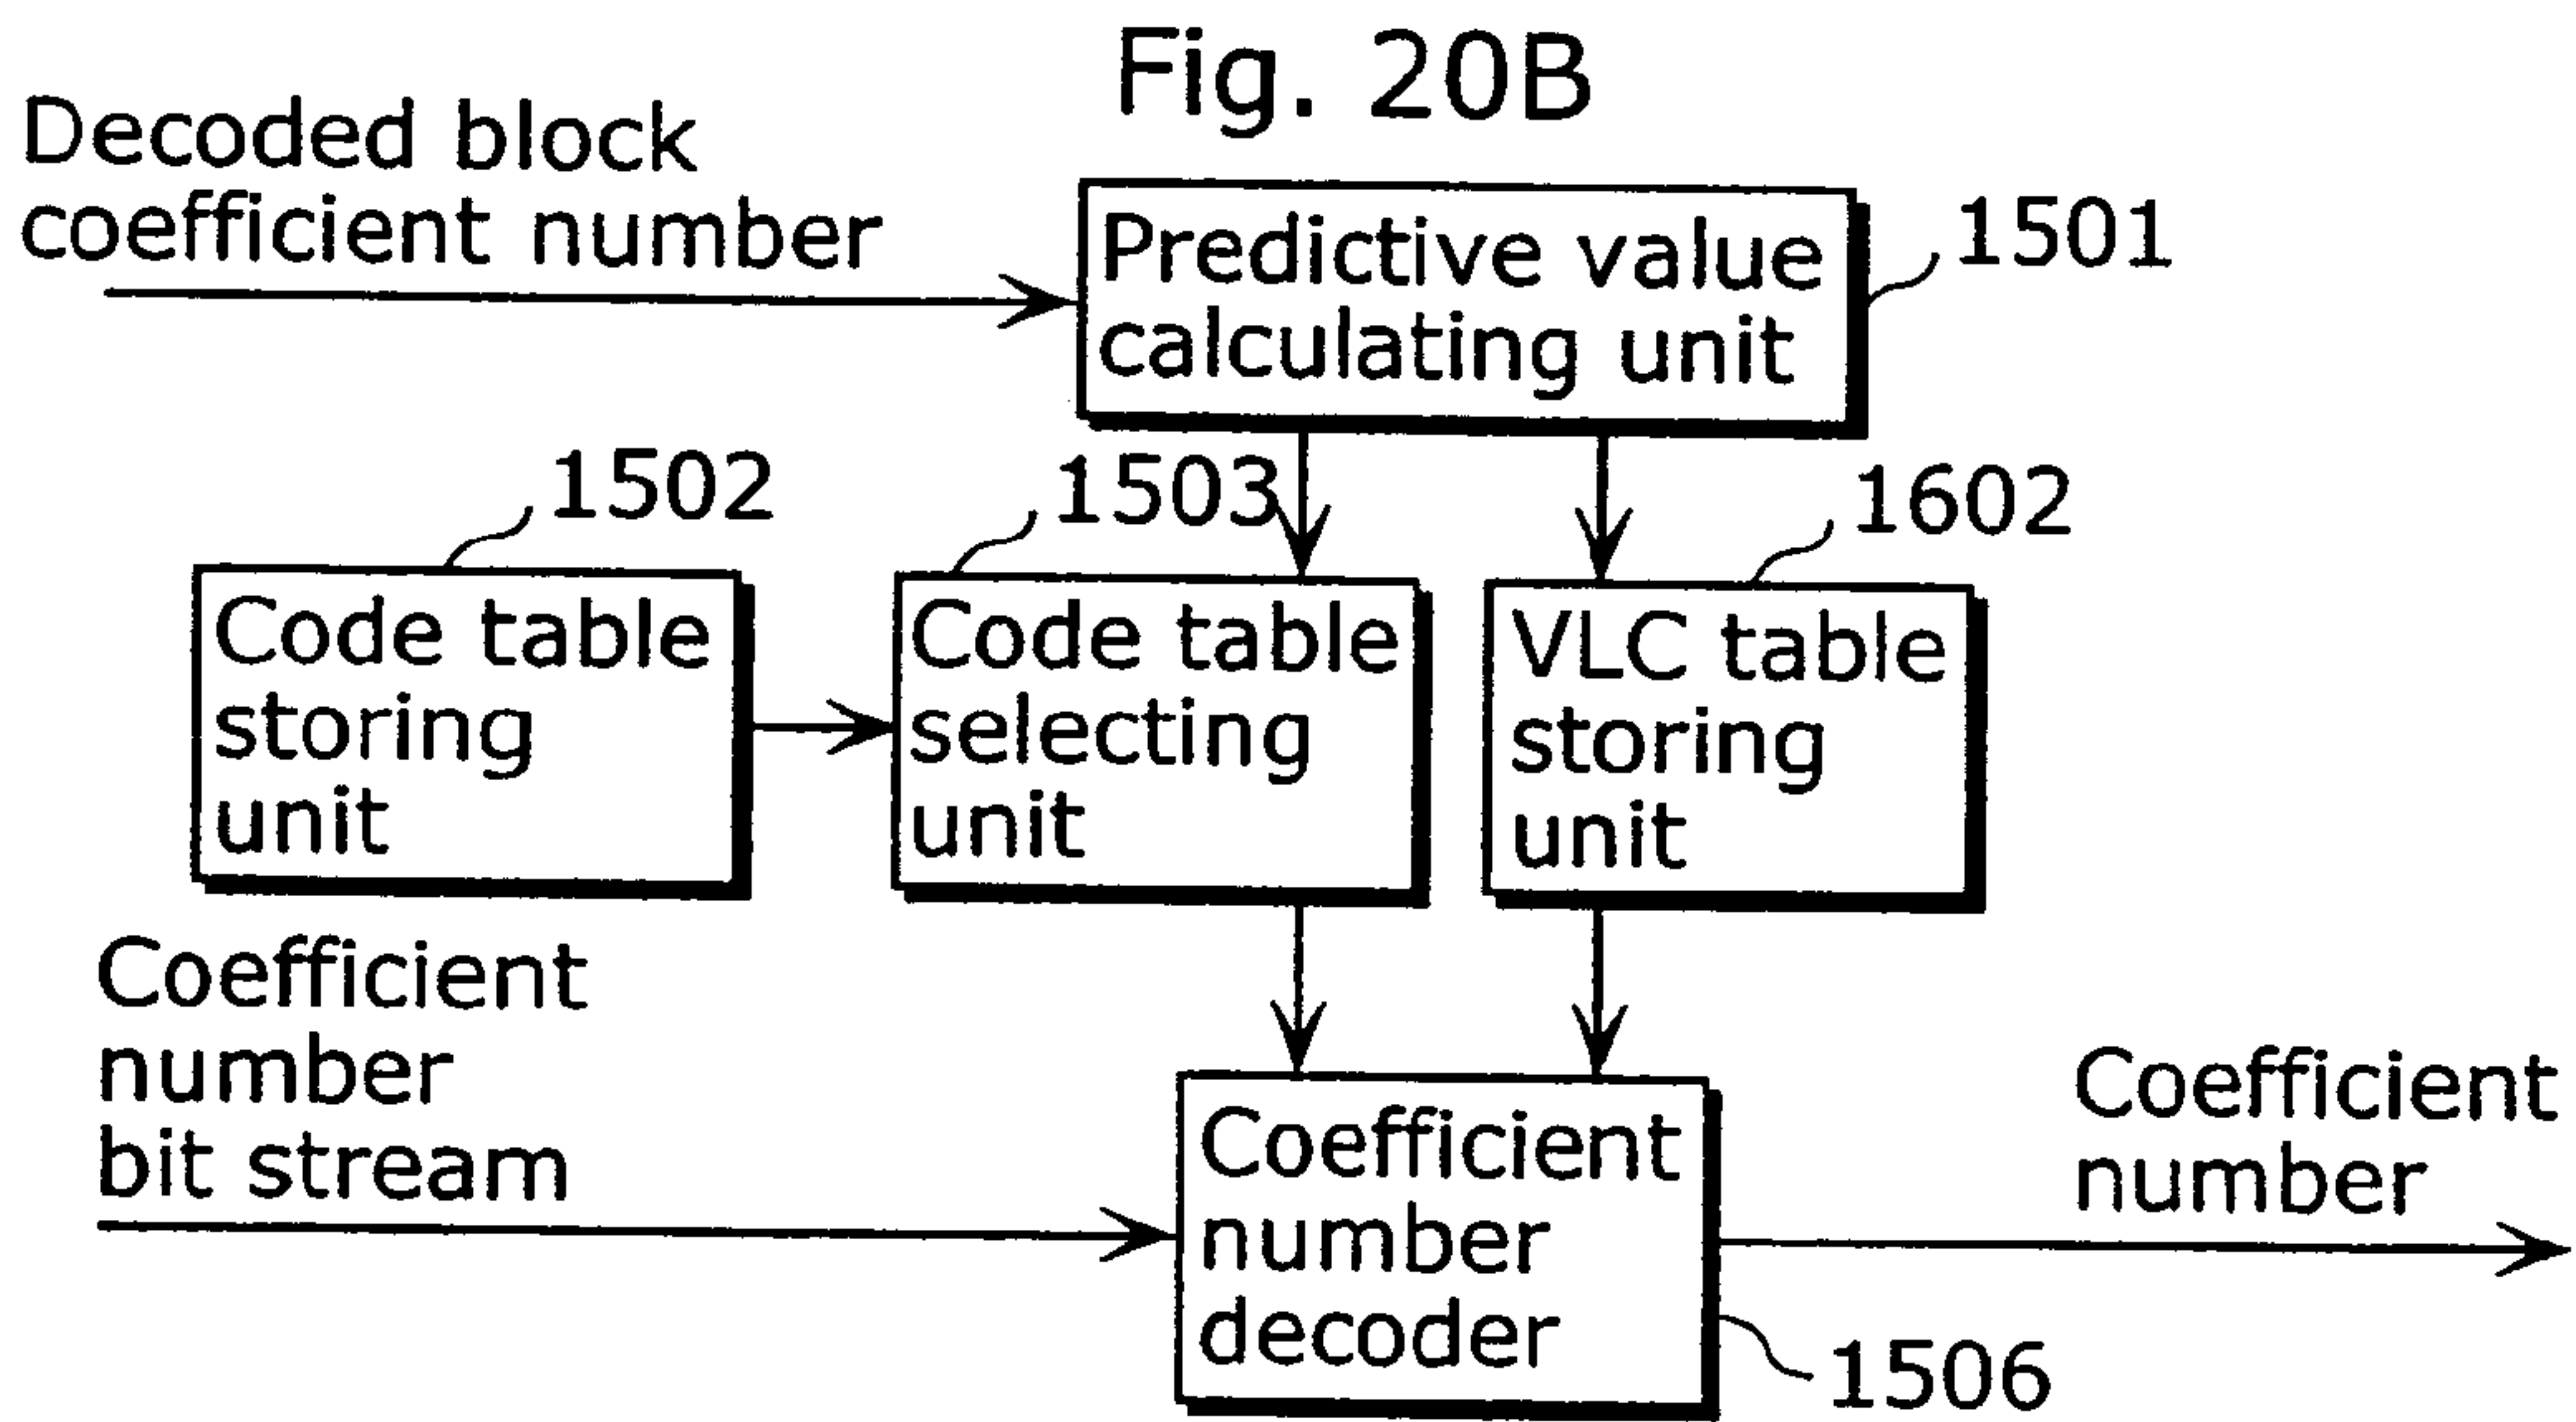 Fig. 20B
Decoded block
coefficient number
Predictive value
calculating unit
1501
1502
1503
1602
Code table
storing
unit
Code table
selecting
unit
VLC table
storing
unit
Coefficient
number
bit stream
Coefficient
number
decoder
Coefficient
number
1506